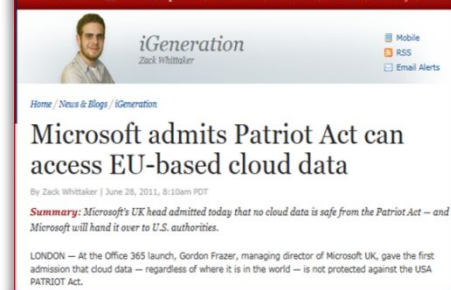 iGeneration
Zack Whittaker
Mobile
RSS
Email Alerts
Home / News & Blogs / iGeneration
Microsoft admits Patriot Act can
access EU-based cloud data
By Zack Whittaker | June 28, 2011, 8:10am PDT
Summary: Microsoft's UK head admitted today that no cloud data is safe from the Patriot Act — and
Microsoft will hand it over to U.S. authorities.
LONDON — At the Office 365 launch, Gordon Frazer, managing director of Microsoft UK, gave the first
admission that cloud data — regardless of where it is in the world — is not protected against the USA
PATRIOT Act.